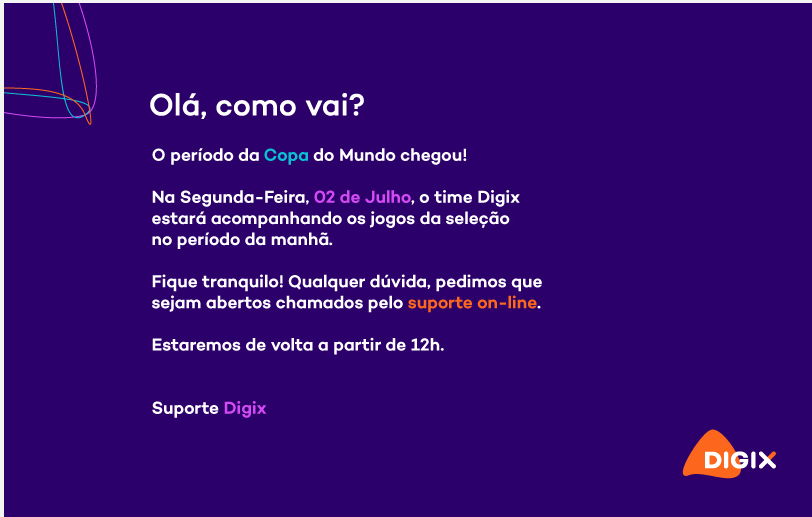 Olá, como vai?
O período da Copa do Mundo chegou!
Na Segunda-Feira, 02 de Julho, o time Digix
estará acompanhando os jogos da seleção
no período da manhã.
Fique tranquilo! Qualquer dúvida, pedimos que
sejam abertos chamados pelo suporte on-line.
Estaremos de volta a partir de 12h.
Suporte Digix
DIGIX